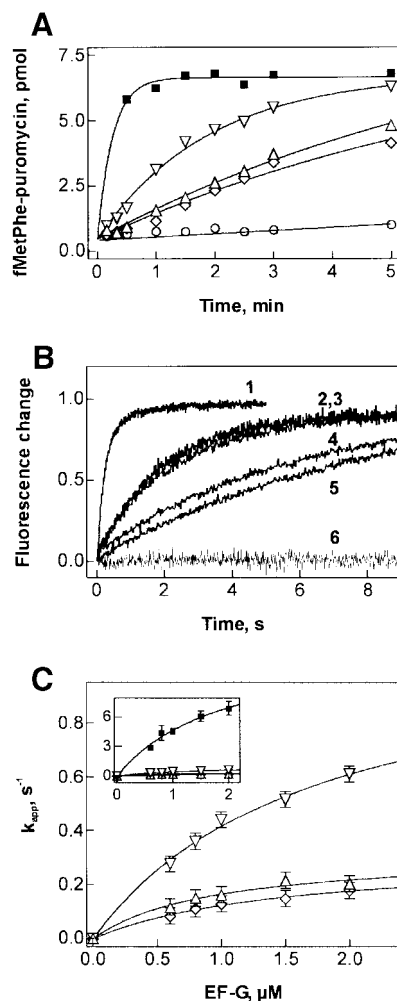 A
fMetPhe-puromycin, pmol
7.5
5.0
2.5
0.0
0 1 2 3 4 5
Time, min
B
Fluorescence change
1.0
0.5
0.0
1
2,3
4
5
6
0 2 4 6 8
Time, s
C
k_app, s⁻¹
0.8
0.6
0.4
0.2
0.0
6
3
0
0 1 2
0.0 0.5 1.0 1.5 2.0
EF-G, µM